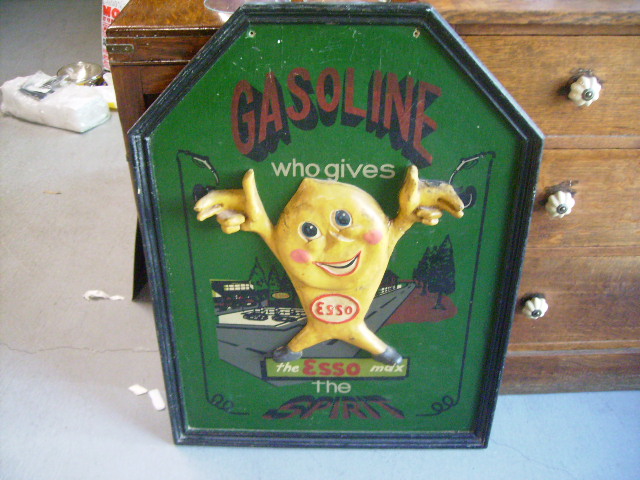 GASOLINE
who gives
ESSO
the ESSO max
the
SPIRIT